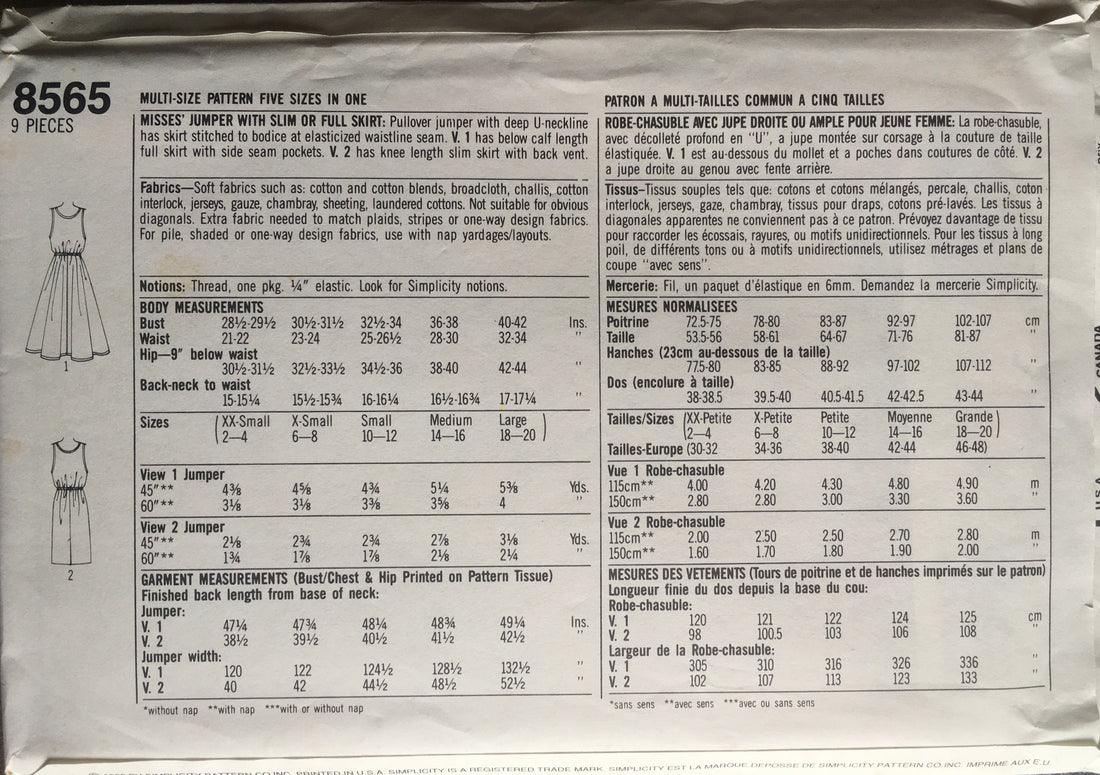 8565
9 PIECES
1
2
MULTI-SIZE PATTERN FIVE SIZES IN ONE
MISSES' JUMPER WITH SLIM OR FULL SKIRT: Pullover jumper with deep U-neckline
has skirt stitched to bodice at elasticized waistline seam. V. 1 has below calf length
full skirt with side seam pockets. V. 2 has knee length slim skirt with back vent.
Fabrics—Soft fabrics such as: cotton and cotton blends, broadcloth, challis, cotton
interlock, jerseys, gauze, chambray, sheeting, laundered cottons. Not suitable for obvious
diagonals. Extra fabric needed to match plaids, stripes or one-way design fabrics.
For pile, shaded or one-way design fabrics, use with nap yardages/layouts.
Notions: Thread, one pkg. ¼" elastic. Look for Simplicity notions.
BODY MEASUREMENTS
Bust 28½-29½ 30½-31½ 32½-34 36-38 40-42 Ins.
Waist 21-22 23-24 25-26½ 28-30 32-34 "
Hip—9" below waist
30½-31½ 32½-33½ 34½-36 38-40 42-44 "
Back-neck to waist
15-15¼ 15½-15¾ 16-16¼ 16½-16¾ 17-17¼ "
Sizes (XX-Small X-Small Small Medium Large)
2—4 6—8 10—12 14—16 18—20
View 1 Jumper
45"** 4⅜ 4⅝ 4¾ 5¼ 5⅜ Yds.
60"** 3⅛ 3⅛ 3⅜ 3⅝ 4 "
View 2 Jumper
45"** 2⅛ 2¾ 2¾ 2⅞ 3⅛ Yds.
60"** 1¾ 1⅞ 1⅞ 2⅛ 2¼ "
GARMENT MEASUREMENTS (Bust/Chest & Hip Printed on Pattern Tissue)
Finished back length from base of neck:
Jumper:
V. 1 47¼ 47¾ 48¼ 48¾ 49¼ Ins.
V. 2 38½ 39½ 40½ 41½ 42½ "
Jumper width:
V. 1 120 122 124½ 128½ 132½ "
V. 2 40 42 44½ 48½ 52½ "
*without nap **with nap ***with or without nap
PATRON A MULTI-TAILLES COMMUN A CINQ TAILLES
ROBE-CHASUBLE AVEC JUPE DROITE OU AMPLE POUR JEUNE FEMME: La robe-chasuble,
avec décolleté profond en "U", a jupe montée sur corsage à la couture de taille
élastiquée. V. 1 est au-dessous du mollet et a poches dans coutures de côté. V. 2
a jupe droite au genou avec fente arrière.
Tissus—Tissus souples tels que: cotons et cotons mélangés, percale, challis, coton
interlock, jerseys, gaze, chambray, tissus pour draps, cotons pré-lavés. Les tissus à
diagonales apparentes ne conviennent pas à ce patron. Prévoyez davantage de tissu
pour raccorder les écossais, rayures, ou motifs unidirectionnels. Pour les tissus à long
poil, de différents tons ou à motifs unidirectionnels, utilisez métrages et plans de
coupe "avec sens".
Mercerie: Fil, un paquet d'élastique en 6mm. Demandez la mercerie Simplicity.
MESURES NORMALISEES
Poitrine 72.5-75 78-80 83-87 92-97 102-107 cm
Taille 53.5-56 58-61 64-67 71-76 81-87 "
Hanches (23cm au-dessous de la taille)
77.5-80 83-85 88-92 97-102 107-112 "
Dos (encolure à taille)
38-38.5 39.5-40 40.5-41.5 42-42.5 43-44 "
Tailles/Sizes (XX-Petite X-Petite Petite Moyenne Grande)
2—4 6—8 10—12 14—16 18—20
Tailles-Europe (30-32 34-36 38-40 42-44 46-48)
Vue 1 Robe-chasuble
115cm** 4.00 4.20 4.30 4.80 4.90 m
150cm** 2.80 2.80 3.00 3.30 3.60 "
Vue 2 Robe-chasuble
115cm** 2.00 2.50 2.50 2.70 2.80 m
150cm** 1.60 1.70 1.80 1.90 2.00 "
MESURES DES VETEMENTS (Tours de poitrine et de hanches imprimés sur le patron)
Longueur finie du dos depuis la base du cou:
Robe-chasuble:
V. 1 120 121 122 124 125 cm
V. 2 98 100.5 103 106 108 "
Largeur de la Robe-chasuble:
V. 1 305 310 316 326 336 "
V. 2 102 107 113 123 133 "
*sans sens **avec sens ***avec ou sans sens
SIMPLICITY PATTERN CO INC. PRINTED IN U.S.A. SIMPLICITY IS A REGISTERED TRADE MARK. SIMPLICITY EST LA MARQUE DEPOSEE DE SIMPLICITY PATTERN CO. INC. IMPRIME AUX E.U.
CANADA
U.S.A.